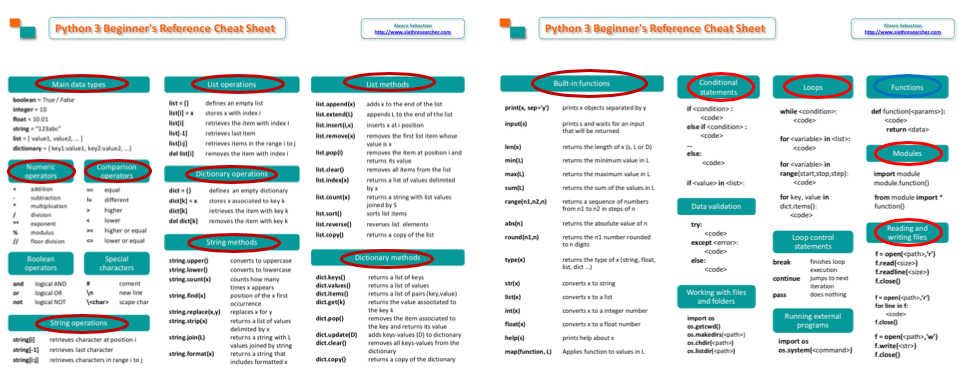 Python 3 Beginner's Reference Cheat Sheet
Alvaro Sebastian
http://www.sixthresearcher.com
Main data types
boolean = True / False
integer = 10
float = 10.01
string = "123abc"
list = [ value1, value2, ... ]
dictionary = { key1:value1, key2:value2, ...}
Numeric operators
+ addition
- subtraction
* multiplication
/ division
** exponent
% modulus
// floor division
Comparison operators
== equal
!= different
> higher
< lower
>= higher or equal
<= lower or equal
Boolean operators
and logical AND
or logical OR
not logical NOT
Special characters
# coment
\n new line
\<char> scape char
String operations
string[i] retrieves character at position i
string[-1] retrieves last character
string[i:j] retrieves characters in range i to j
List operations
list = [] defines an empty list
list[i] = x stores x with index i
list[i] retrieves the item with index I
list[-1] retrieves last item
list[i:j] retrieves items in the range i to j
del list[i] removes the item with index i
Dictionary operations
dict = {} defines an empty dictionary
dict[k] = x stores x associated to key k
dict[k] retrieves the item with key k
del dict[k] removes the item with key k
String methods
string.upper() converts to uppercase
string.lower() converts to lowercase
string.count(x) counts how many
times x appears
string.find(x) position of the x first
occurrence
string.replace(x,y) replaces x for y
string.strip(x) returns a list of values
delimited by x
string.join(L) returns a string with L
values joined by string
string.format(x) returns a string that
includes formatted x
List methods
list.append(x) adds x to the end of the list
list.extend(L) appends L to the end of the list
list.insert(i,x) inserts x at i position
list.remove(x) removes the first list item whose
value is x
list.pop(i) removes the item at position i and
returns its value
list.clear() removes all items from the list
list.index(x) returns a list of values delimited
by x
list.count(x) returns a string with list values
joined by S
list.sort() sorts list items
list.reverse() reverses list elements
list.copy() returns a copy of the list
Dictionary methods
dict.keys() returns a list of keys
dict.values() returns a list of values
dict.items() returns a list of pairs (key,value)
dict.get(k) returns the value associtated to
the key k
dict.pop() removes the item associated to
the key and returns its value
dict.update(D) adds keys-values (D) to dictionary
dict.clear() removes all keys-values from the
dictionary
dict.copy() returns a copy of the dictionary
Python 3 Beginner's Reference Cheat Sheet
Alvaro Sebastian
http://www.sixthresearcher.com
Built-in functions
print(x, sep='y') prints x objects separated by y
input(s) prints s and waits for an input
that will be returned
len(x) returns the length of x (s, L or D)
min(L) returns the minimum value in L
max(L) returns the maximum value in L
sum(L) returns the sum of the values in L
range(n1,n2,n) returns a sequence of numbers
from n1 to n2 in steps of n
abs(n) returns the absolute value of n
round(n1,n) returns the n1 number rounded
to n digits
type(x) returns the type of x (string, float,
list, dict ...)
str(x) converts x to string
list(x) converts x to a list
int(x) converts x to a integer number
float(x) converts x to a float number
help(s) prints help about x
map(function, L) Applies function to values in L
Conditional statements
if <condition> :
<code>
else if <condition> :
<code>
...
else:
<code>
if <value> in <list>:
Data validation
try:
<code>
except <error>:
<code>
else:
<code>
Working with files and folders
import os
os.getcwd()
os.makedirs(<path>)
os.chdir(<path>)
os.listdir(<path>)
Loops
while <condition>:
<code>
for <variable> in <list>:
<code>
for <variable> in
range(start,stop,step):
<code>
for key, value in
dict.items():
<code>
Loop control statements
break finishes loop
execution
continue jumps to next
iteration
pass does nothing
Running external programs
import os
os.system(<command>)
Functions
def function(<params>):
<code>
return <data>
Modules
import module
module.function()
from module import *
function()
Reading and writing files
f = open(<path>,'r')
f.read(<size>)
f.readline(<size>)
f.close()
f = open(<path>,'r')
for line in f:
<code>
f.close()
f = open(<path>,'w')
f.write(<str>)
f.close()